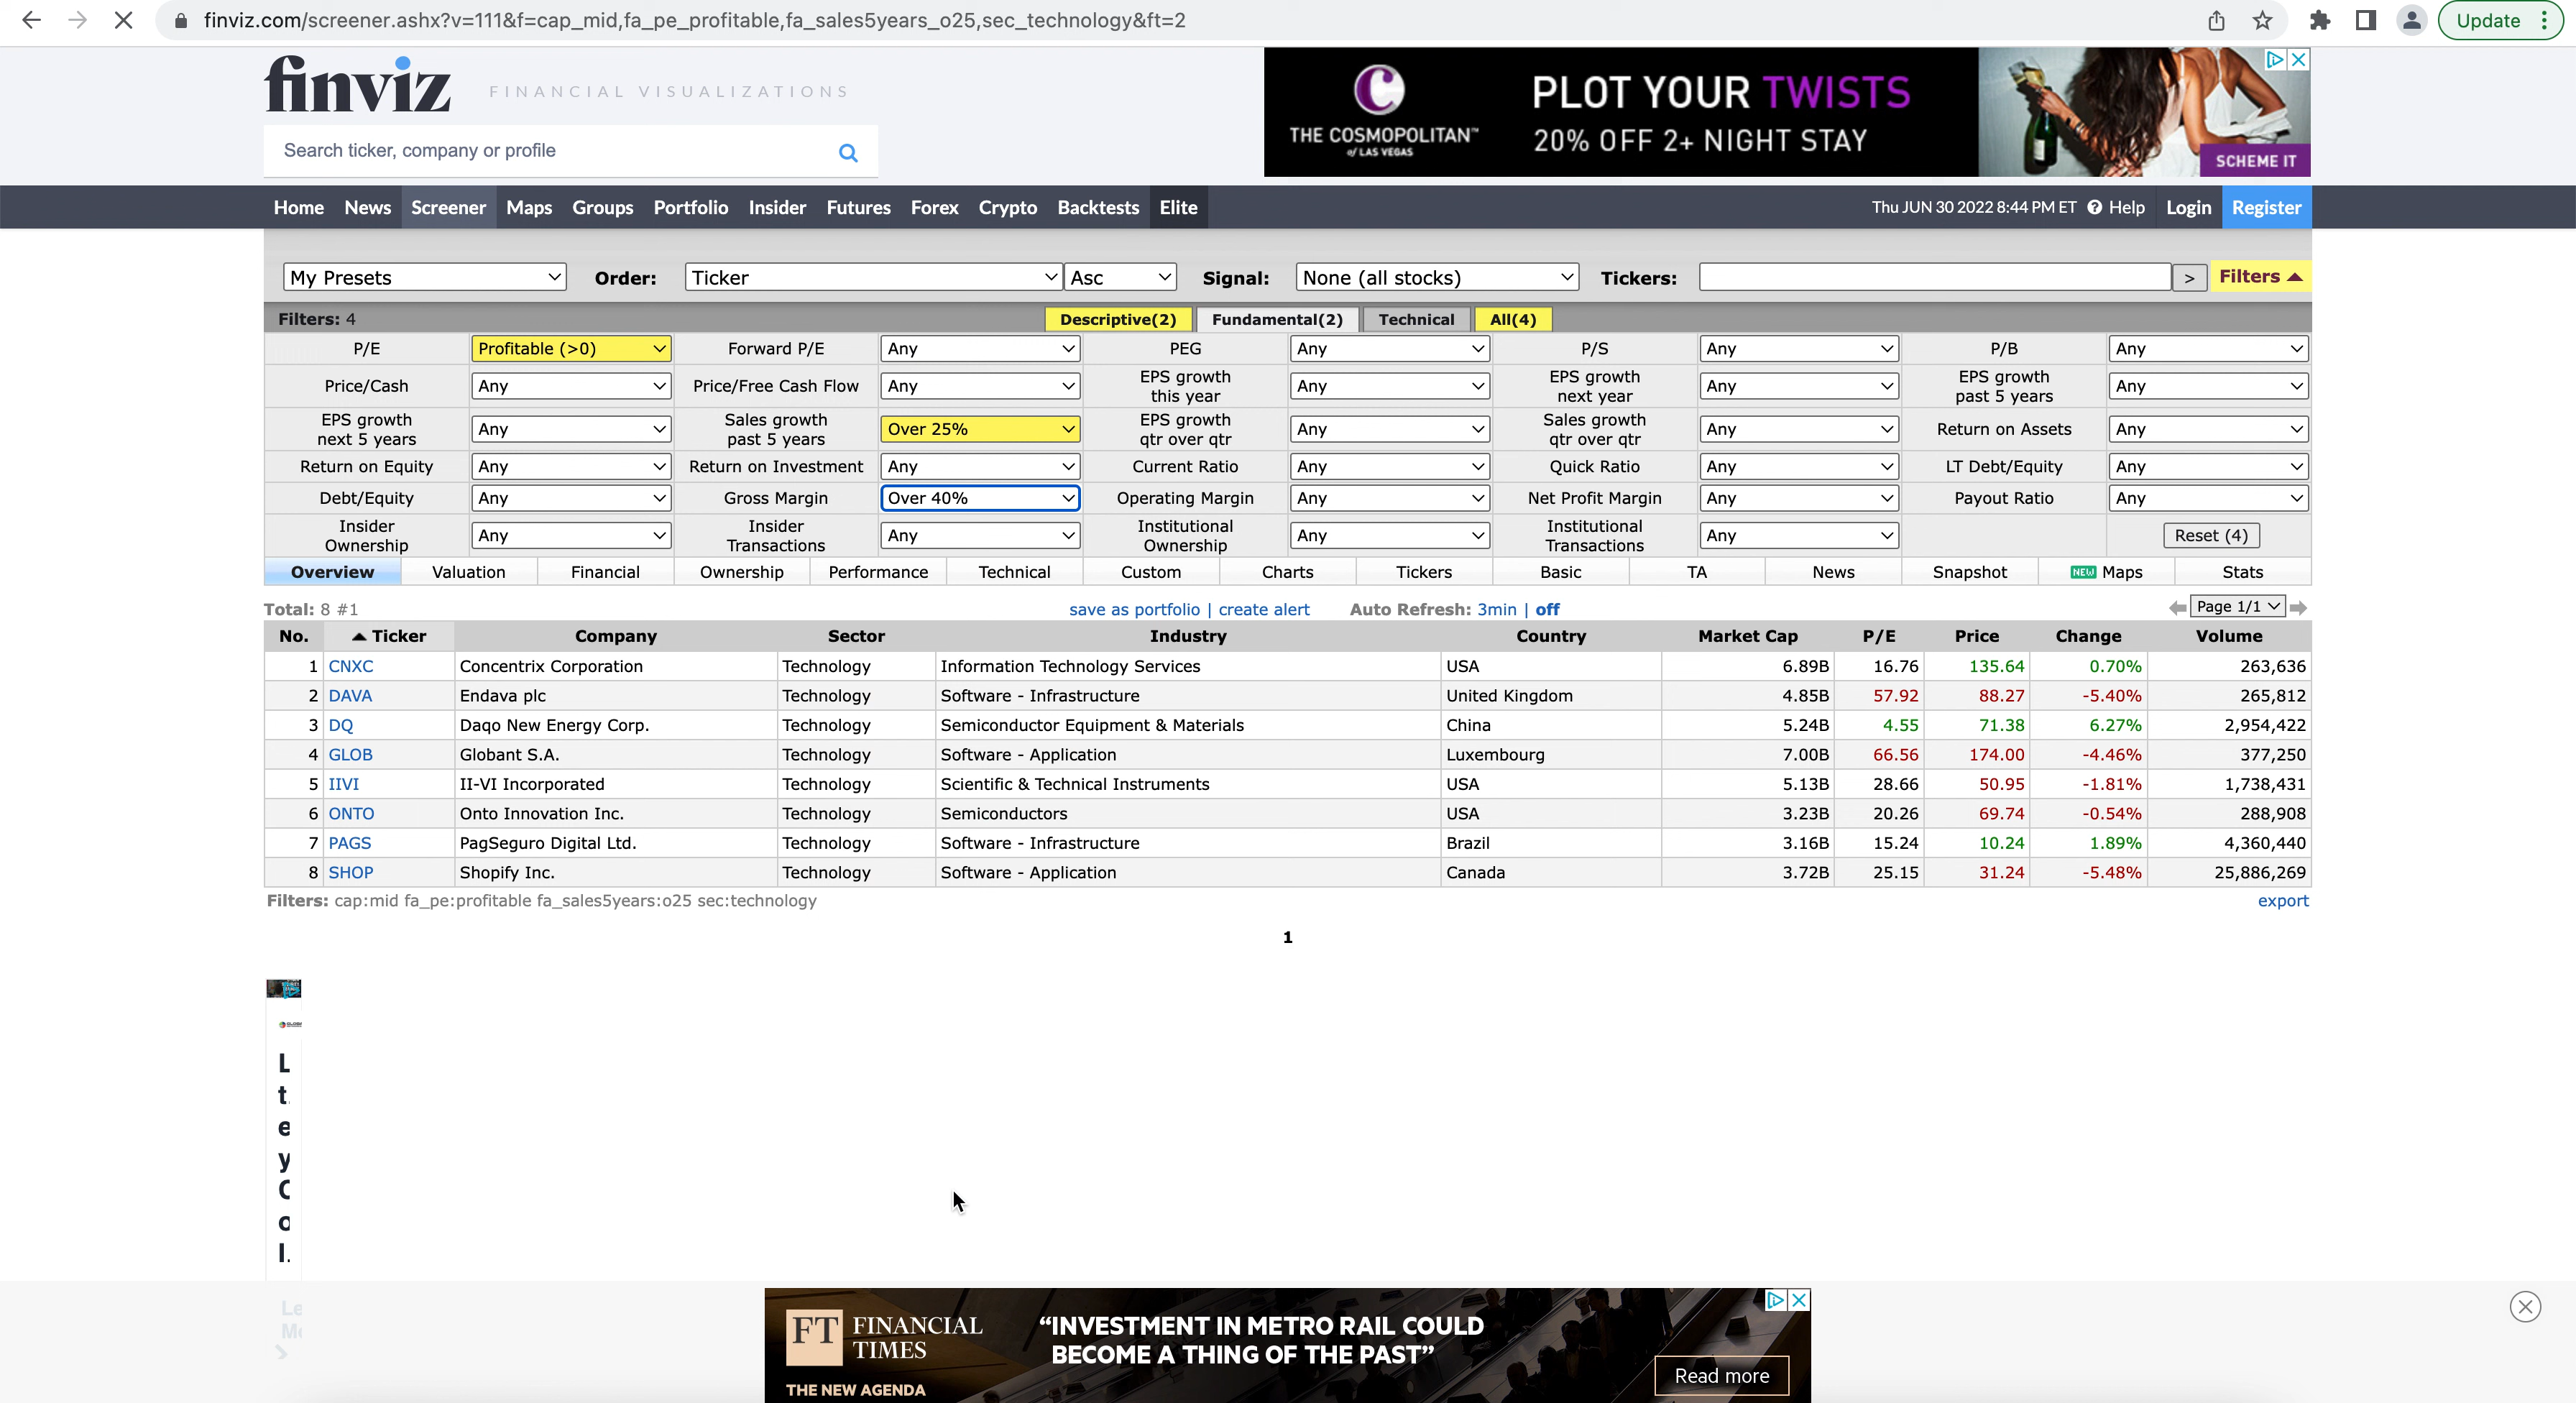 finviz.com/screener.ashx?v=111&f=cap_mid,fa_pe_profitable,fa_sales5years_o25,sec_technology&ft=2
Update
finviz FINANCIAL VISUALIZATIONS
Search ticker, company or profile
THE COSMOPOLITAN™
of LAS VEGAS
PLOT YOUR TWISTS
20% OFF 2+ NIGHT STAY
SCHEME IT
Home News Screener Maps Groups Portfolio Insider Futures Forex Crypto Backtests Elite Thu JUN 30 2022 8:44 PM ET Help Login Register
My Presets Order: Ticker Asc Signal: None (all stocks) Tickers: > Filters
Filters: 4 Descriptive(2) Fundamental(2) Technical All(4)
P/E Profitable (>0) Forward P/E Any PEG Any P/S Any P/B Any
Price/Cash Any Price/Free Cash Flow Any EPS growth this year Any EPS growth next year Any EPS growth past 5 years Any
EPS growth next 5 years Any Sales growth past 5 years Over 25% EPS growth qtr over qtr Any Sales growth qtr over qtr Any Return on Assets Any
Return on Equity Any Return on Investment Any Current Ratio Any Quick Ratio Any LT Debt/Equity Any
Debt/Equity Any Gross Margin Over 40% Operating Margin Any Net Profit Margin Any Payout Ratio Any
Insider Ownership Any Insider Transactions Any Institutional Ownership Any Institutional Transactions Any Reset (4)
Overview Valuation Financial Ownership Performance Technical Custom Charts Tickers Basic TA News Snapshot NEW Maps Stats
Total: 8 #1 save as portfolio | create alert Auto Refresh: 3min | off Page 1/1
No. Ticker Company Sector Industry Country Market Cap P/E Price Change Volume
1 CNXC Concentrix Corporation Technology Information Technology Services USA 6.89B 16.76 135.64 0.70% 263,636
2 DAVA Endava plc Technology Software - Infrastructure United Kingdom 4.85B 57.92 88.27 -5.40% 265,812
3 DQ Daqo New Energy Corp. Technology Semiconductor Equipment & Materials China 5.24B 4.55 71.38 6.27% 2,954,422
4 GLOB Globant S.A. Technology Software - Application Luxembourg 7.00B 66.56 174.00 -4.46% 377,250
5 IIVI II-VI Incorporated Technology Scientific & Technical Instruments USA 5.13B 28.66 50.95 -1.81% 1,738,431
6 ONTO Onto Innovation Inc. Technology Semiconductors USA 3.23B 20.26 69.74 -0.54% 288,908
7 PAGS PagSeguro Digital Ltd. Technology Software - Infrastructure Brazil 3.16B 15.24 10.24 1.89% 4,360,440
8 SHOP Shopify Inc. Technology Software - Application Canada 3.72B 25.15 31.24 -5.48% 25,886,269
Filters: cap:mid fa_pe:profitable fa_sales5years:o25 sec:technology export
1
L
t.
e
y
C
o
l.
Le
FT FINANCIAL
TIMES
THE NEW AGENDA
“INVESTMENT IN METRO RAIL COULD
BECOME A THING OF THE PAST”
Read more